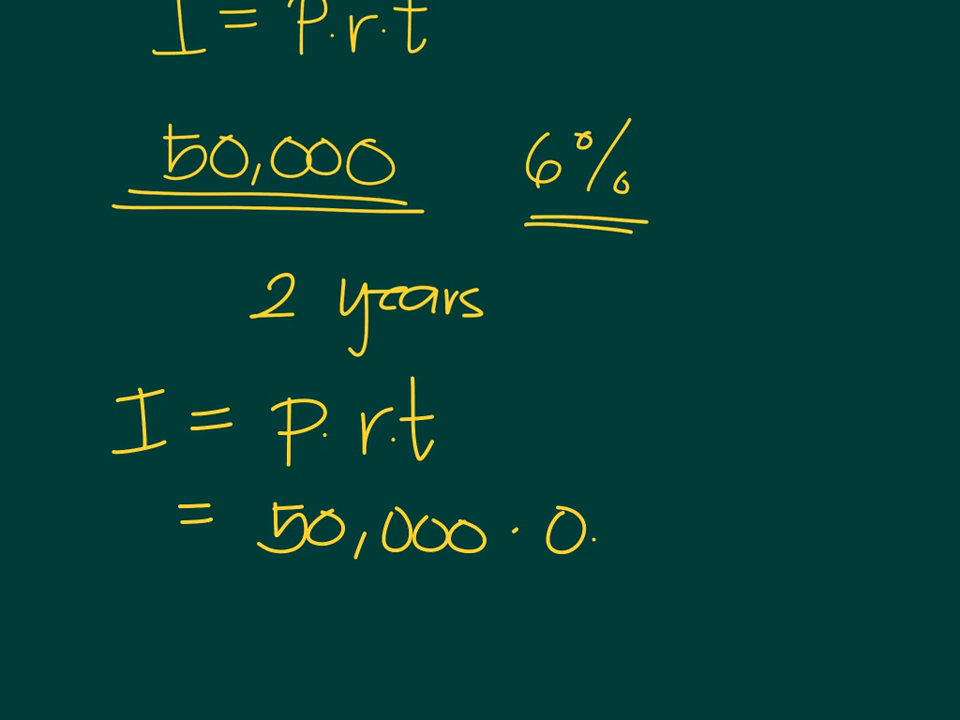 I = P.r.t
50,000 6%
2 years
I = p.r.t
= 50,000 · 0.